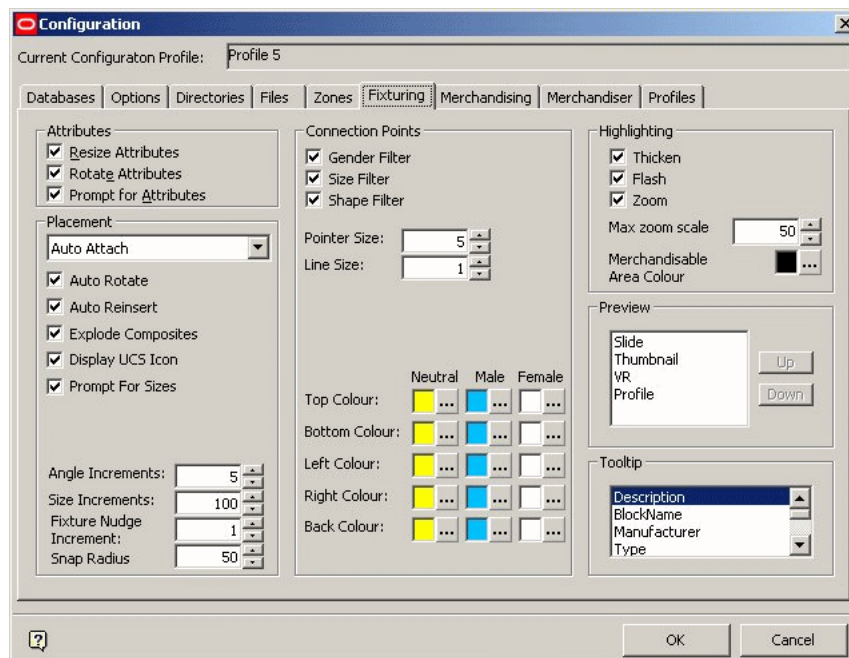 Configuration
Current Configuraton Profile: Profile 5
Databases Options Directories Files Zones Fixturing Merchandising Merchandiser Profiles
Attributes
Resize Attributes
Rotate Attributes
Prompt for Attributes
Placement
Auto Attach
Auto Rotate
Auto Reinsert
Explode Composites
Display UCS Icon
Prompt For Sizes
Angle Increments: 5
Size Increments: 100
Fixture Nudge
Increment: 1
Snap Radius 50
Connection Points
Gender Filter
Size Filter
Shape Filter
Pointer Size: 5
Line Size: 1
Neutral Male Female
Top Colour: ... ... ...
Bottom Colour: ... ... ...
Left Colour: ... ... ...
Right Colour: ... ... ...
Back Colour: ... ... ...
Highlighting
Thicken
Flash
Zoom
Max zoom scale 50
Merchandisable
Area Colour ...
Preview
Slide
Thumbnail
VR
Profile
Up
Down
Tooltip
Description
BlockName
Manufacturer
Type
?
OK Cancel